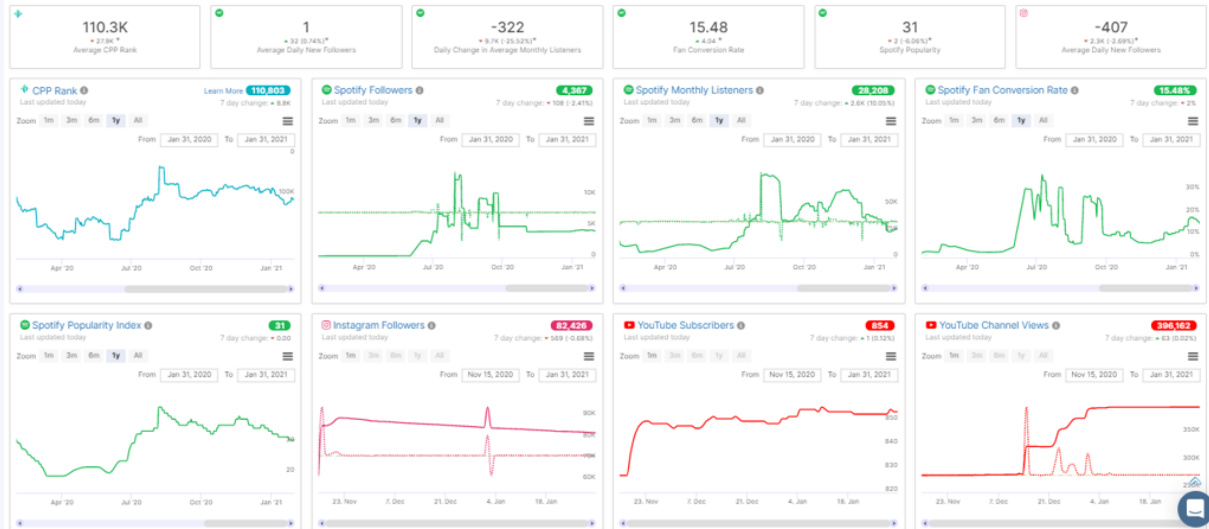 110.3K
27.9K *
Average CPP Rank
1
32 (0.74%)*
Average Daily New Followers
-322
9.7K (-25.52%)*
Daily Change in Average Monthly Listeners
15.48
4.04 *
Fan Conversion Rate
31
2 (-6.06%)*
Spotify Popularity
-407
2.3K (-2.69%)*
Average Daily New Followers
CPP Rank
Learn More 110,803
Last updated today
7 day change: 8.8K
Zoom 1m 3m 6m 1y All
From Jan 31, 2020 To Jan 31, 2021
0
100K
Apr '20 Jul '20 Oct '20 Jan '21
Spotify Followers
4,367
Last updated today
7 day change: 108 (-2.41%)
Zoom 1m 3m 6m 1y All
From Jan 31, 2020 To Jan 31, 2021
10K
5K
0
Apr '20 Jul '20 Oct '20 Jan '21
Spotify Monthly Listeners
28,208
Last updated today
7 day change: 2.6K (10.05%)
Zoom 1m 3m 6m 1y All
From Jan 31, 2020 To Jan 31, 2021
50K
0
Apr '20 Jul '20 Oct '20 Jan '21
Spotify Fan Conversion Rate
15.48%
Last updated today
7 day change: 2%
Zoom 1m 3m 6m 1y All
From Jan 31, 2020 To Jan 31, 2021
30%
20%
10%
0%
Apr '20 Jul '20 Oct '20 Jan '21
Spotify Popularity Index
31
Last updated today
7 day change: 0.00
Zoom 1m 3m 6m 1y All
From Jan 31, 2020 To Jan 31, 2021
20
Apr '20 Jul '20 Oct '20 Jan '21
Instagram Followers
82,426
Last updated today
7 day change: 569 (-0.68%)
Zoom 1m 3m 6m 1y All
From Nov 15, 2020 To Jan 31, 2021
90K
80K
70K
60K
23. Nov 7. Dec 21. Dec 4. Jan 18. Jan
YouTube Subscribers
854
Last updated today
7 day change: 1 (0.12%)
Zoom 1m 3m 6m 1y All
From Nov 15, 2020 To Jan 31, 2021
850
840
830
820
23. Nov 7. Dec 21. Dec 4. Jan 18. Jan
YouTube Channel Views
396,162
Last updated today
7 day change: 63 (0.02%)
Zoom 1m 3m 6m 1y All
From Nov 15, 2020 To Jan 31, 2021
350K
300K
23. Nov 7. Dec 21. Dec 4. Jan 18. Jan